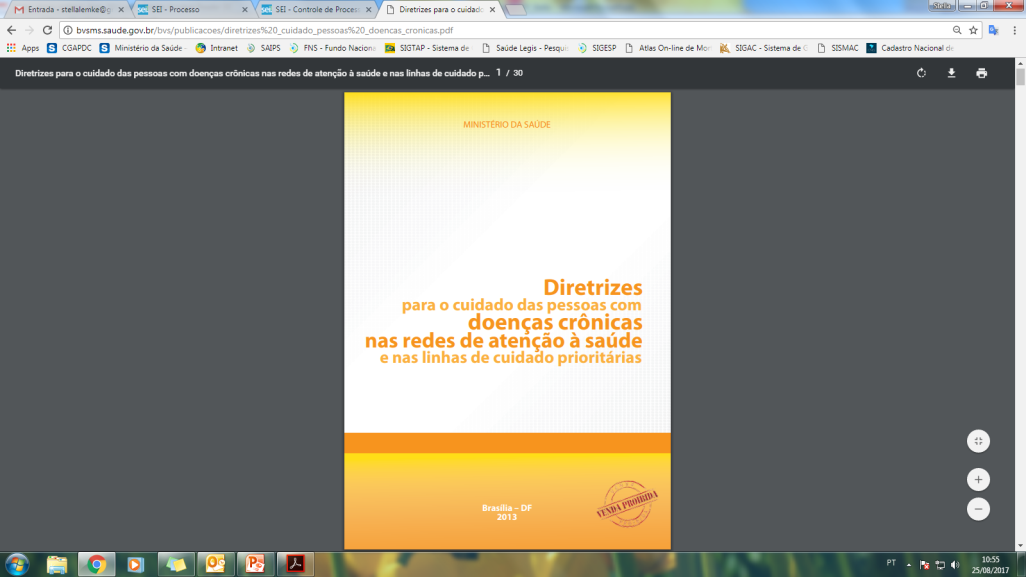 Stella
Entrada - stellalemke@g
SEI - Processo
SEI - Controle de Proces
Diretrizes para o cuidado
bvsms.saude.gov.br/bvs/publicacoes/diretrizes%20_cuidado_pessoas%20_doencas_cronicas.pdf
Apps CGAPDC Ministério da Saúde - Intranet SAIPS FNS - Fundo Naciona SIGTAP - Sistema de Saúde Legis - Pesqui SIGESP Atlas On-line de Mor SIGAC - Sistema de G SISMAC Cadastro Nacional de
Diretrizes para o cuidado das pessoas com doenças crônicas nas redes de atenção à saúde e nas linhas de cuidado p... 1 / 30
MINISTÉRIO DA SAÚDE
Diretrizes
para o cuidado das pessoas com
doenças crônicas
nas redes de atenção à saúde
e nas linhas de cuidado prioritárias
VENDA PROIBIDA
Brasília – DF
2013
PT
10:55
25/08/2017